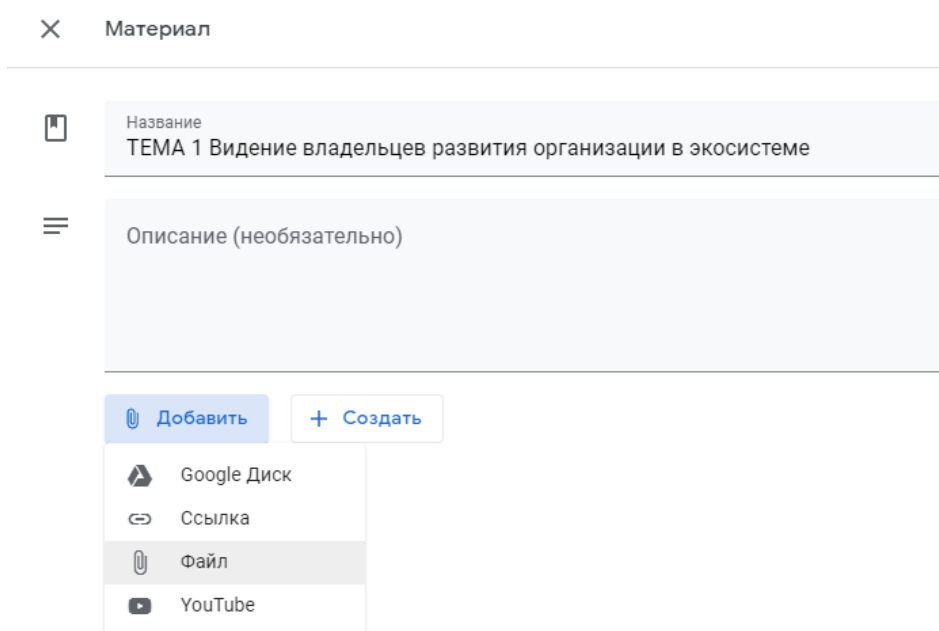 Материал
Название
ТЕМА 1 Видение владельцев развития организации в экосистеме
Описание (необязательно)
Добавить
Создать
Google Диск
Ссылка
Файл
YouTube